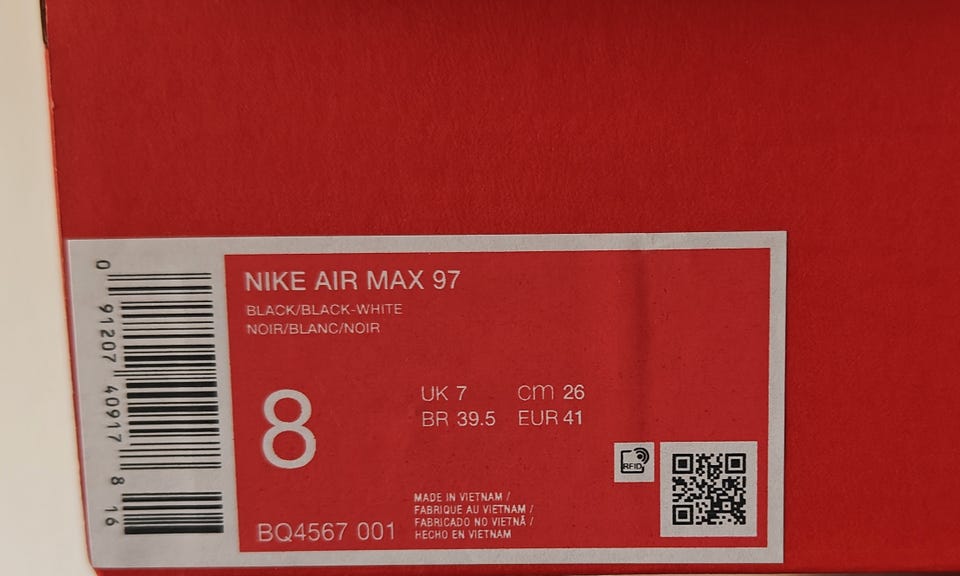 NIKE AIR MAX 97
BLACK/BLACK-WHITE
NOIR/BLANC/NOIR
8
UK 7 cm 26
BR 39.5 EUR 41
RFID
BQ4567 001
MADE IN VIETNAM /
FABRIQUE AU VIETNAM /
FABRICADO NO VIETNÃ /
HECHO EN VIETNAM
0 91207 40917 8 16